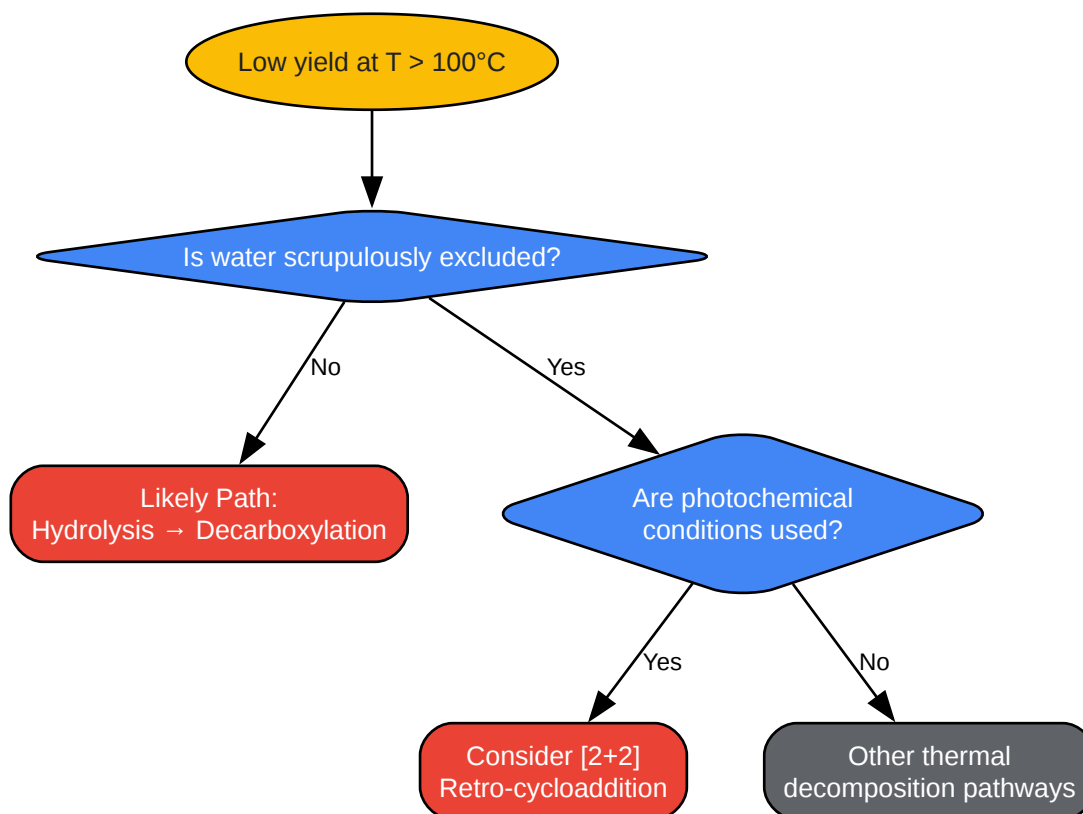 Low yield at T > 100°C
Is water scrupulously excluded?
No
Yes
Likely Path:
Hydrolysis → Decarboxylation
Are photochemical
conditions used?
Yes
No
Consider [2+2]
Retro-cycloaddition
Other thermal
decomposition pathways